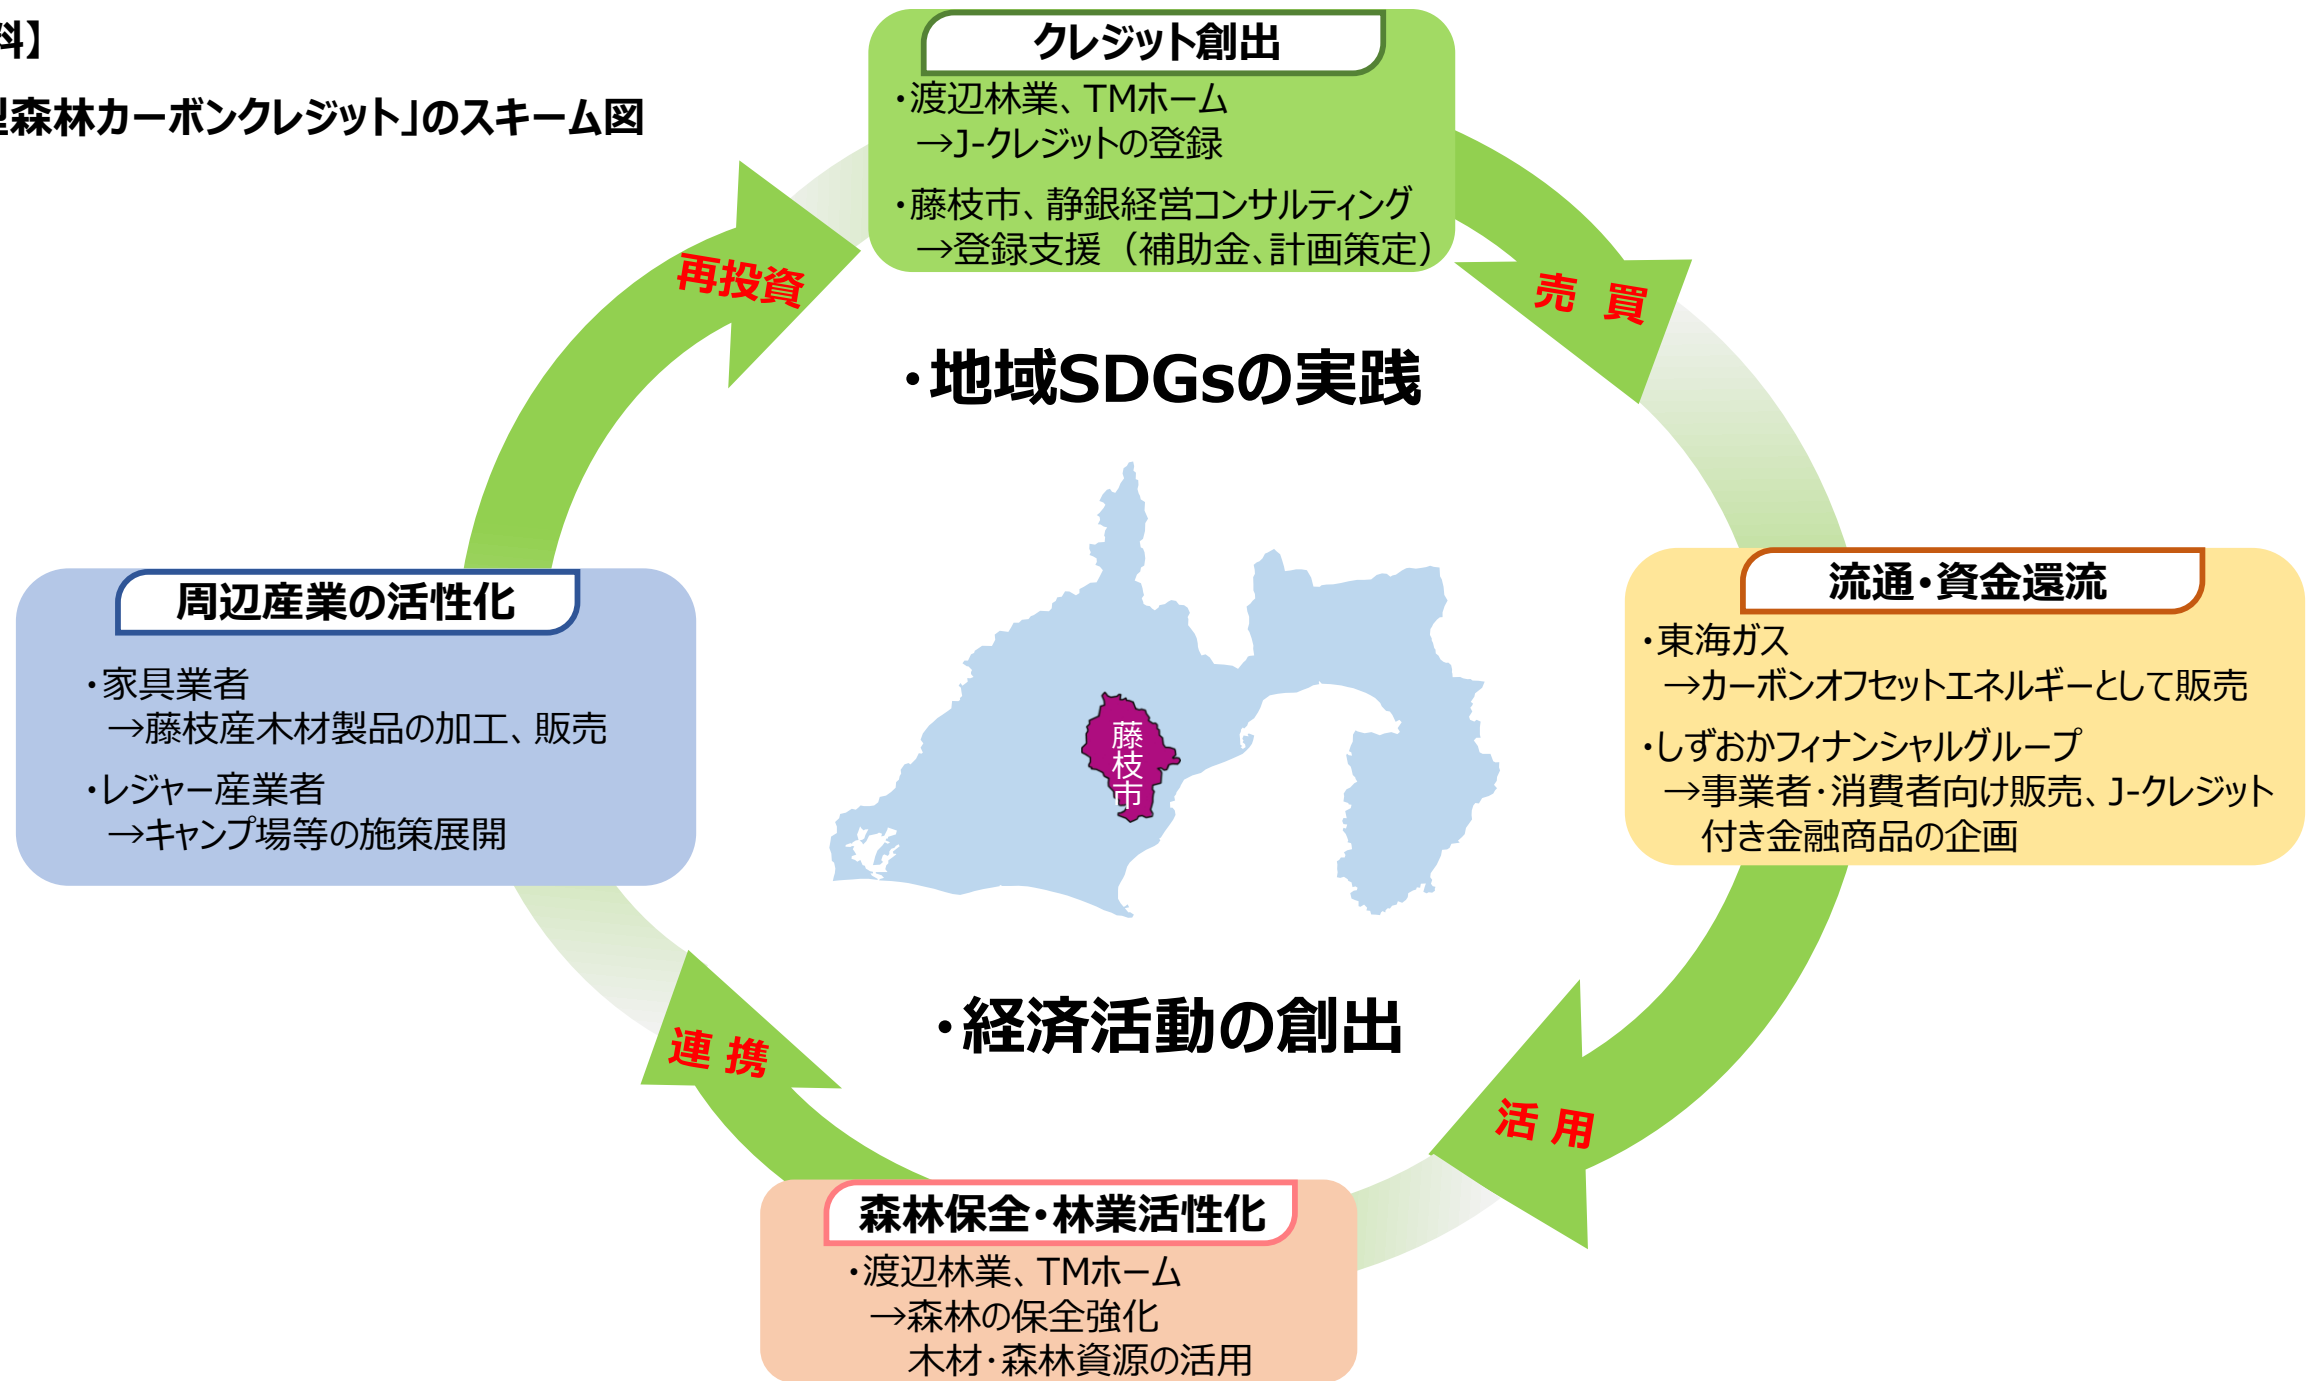 料】
型森林カーボンクレジット」のスキーム図
クレジット創出
・渡辺林業、TMホーム
→J-クレジットの登録
・藤枝市、静銀経営コンサルティング
→登録支援（補助金、計画策定）
再投資
売 買
・地域SDGsの実践
周辺産業の活性化
・家具業者
→藤枝産木材製品の加工、販売
・レジャー産業者
→キャンプ場等の施策展開
藤枝市
流通・資金還流
・東海ガス
→カーボンオフセットエネルギーとして販売
・しずおかフィナンシャルグループ
→事業者・消費者向け販売、J-クレジット
付き金融商品の企画
・経済活動の創出
連 携
活 用
森林保全・林業活性化
・渡辺林業、TMホーム
→森林の保全強化
木材・森林資源の活用